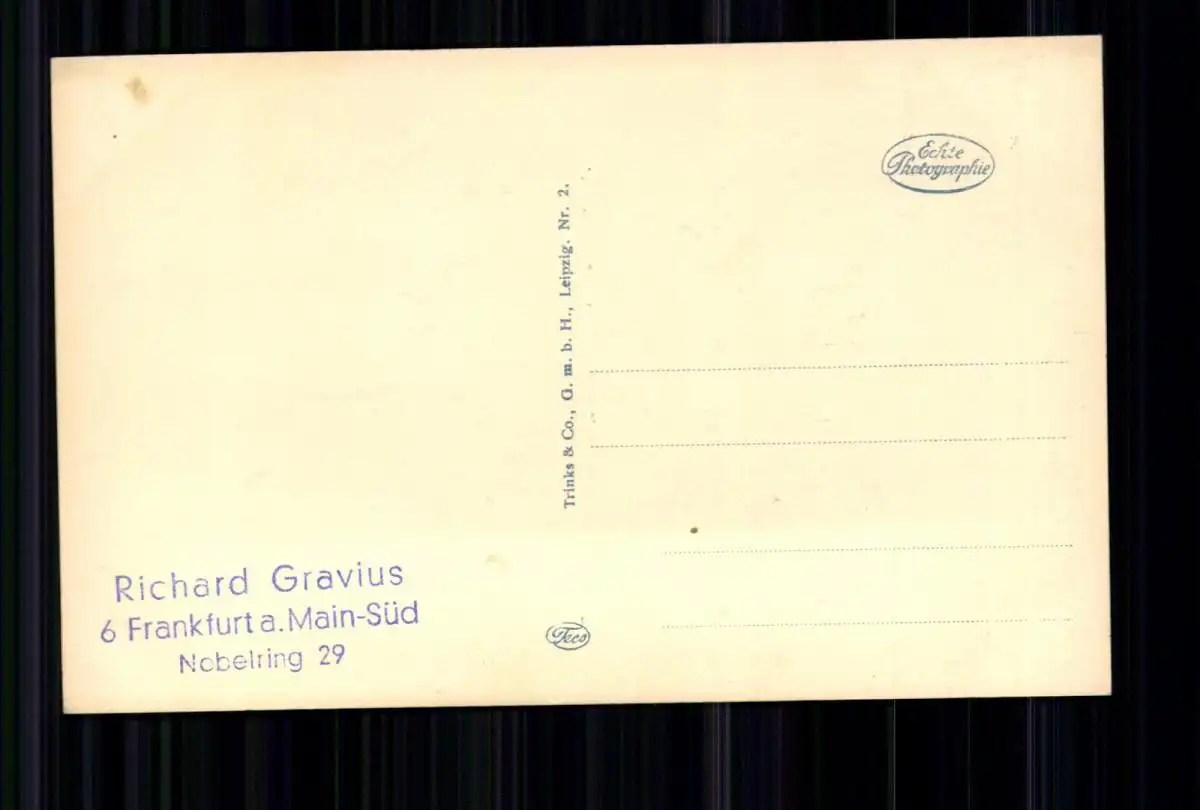 Echte
Photographie
Trinks & Co., G. m. b. H., Leipzig. Nr. 2.
Richard Gravius
6 Frankfurt a. Main-Süd
Nobelring 29
Teco